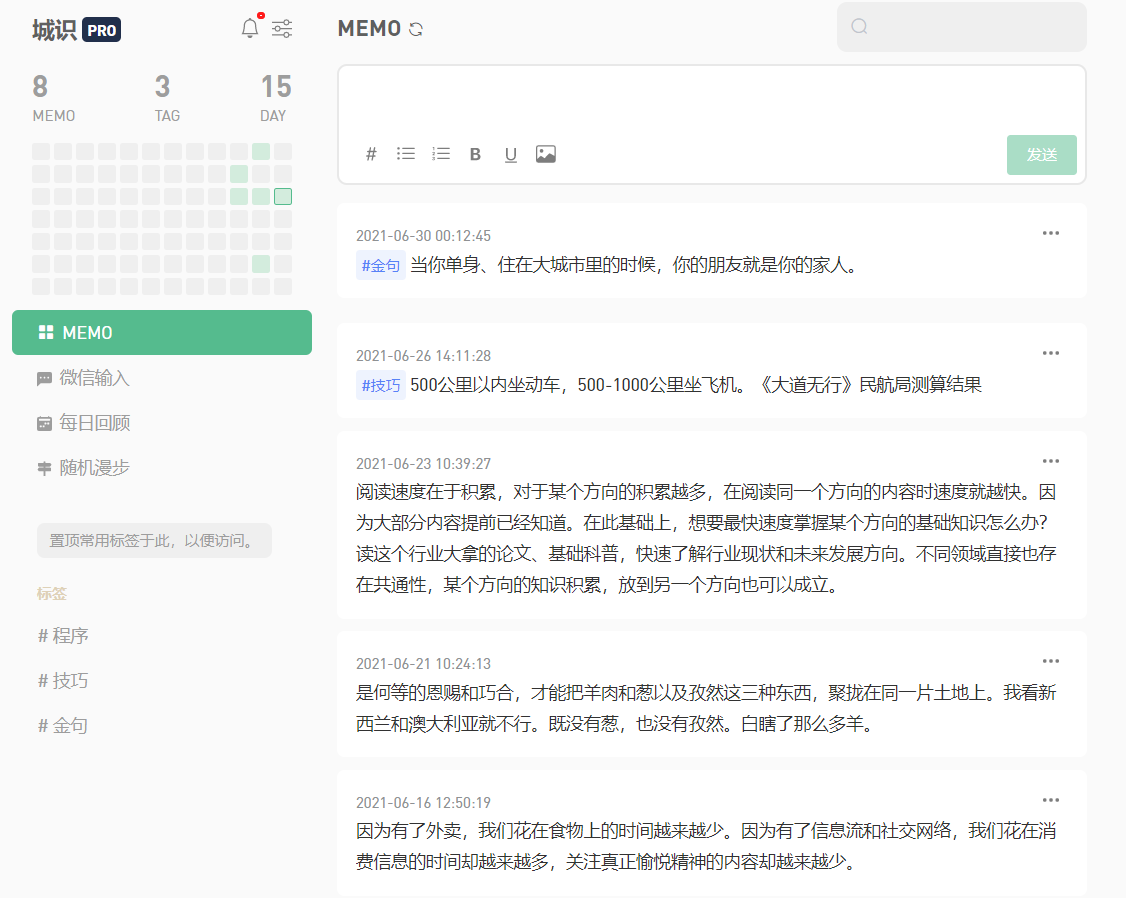 城识 PRO
8 3 15
MEMO TAG DAY
MEMO
微信输入
每日回顾
随机漫步
置顶常用标签于此，以便访问。
标签
# 程序
# 技巧
# 金句
MEMO
# B U
发送
2021-06-30 00:12:45
#金句 当你单身、住在大城市里的时候，你的朋友就是你的家人。
2021-06-26 14:11:28
#技巧 500公里以内坐动车，500-1000公里坐飞机。《大道无行》民航局测算结果
2021-06-23 10:39:27
阅读速度在于积累，对于某个方向的积累越多，在阅读同一个方向的内容时速度就越快。因
为大部分内容提前已经知道。在此基础上，想要最快速度掌握某个方向的基础知识怎么办？
读这个行业大拿的论文、基础科普，快速了解行业现状和未来发展方向。不同领域直接也存
在共通性，某个方向的知识积累，放到另一个方向也可以成立。
2021-06-21 10:24:13
是何等的恩赐和巧合，才能把羊肉和葱以及孜然这三种东西，聚拢在同一片土地上。我看新
西兰和澳大利亚就不行。既没有葱，也没有孜然。白瞎了那么多羊。
2021-06-16 12:50:19
因为有了外卖，我们花在食物上的时间越来越少。因为有了信息流和社交网络，我们花在消
费信息的时间却越来越多，关注真正愉悦精神的内容却越来越少。